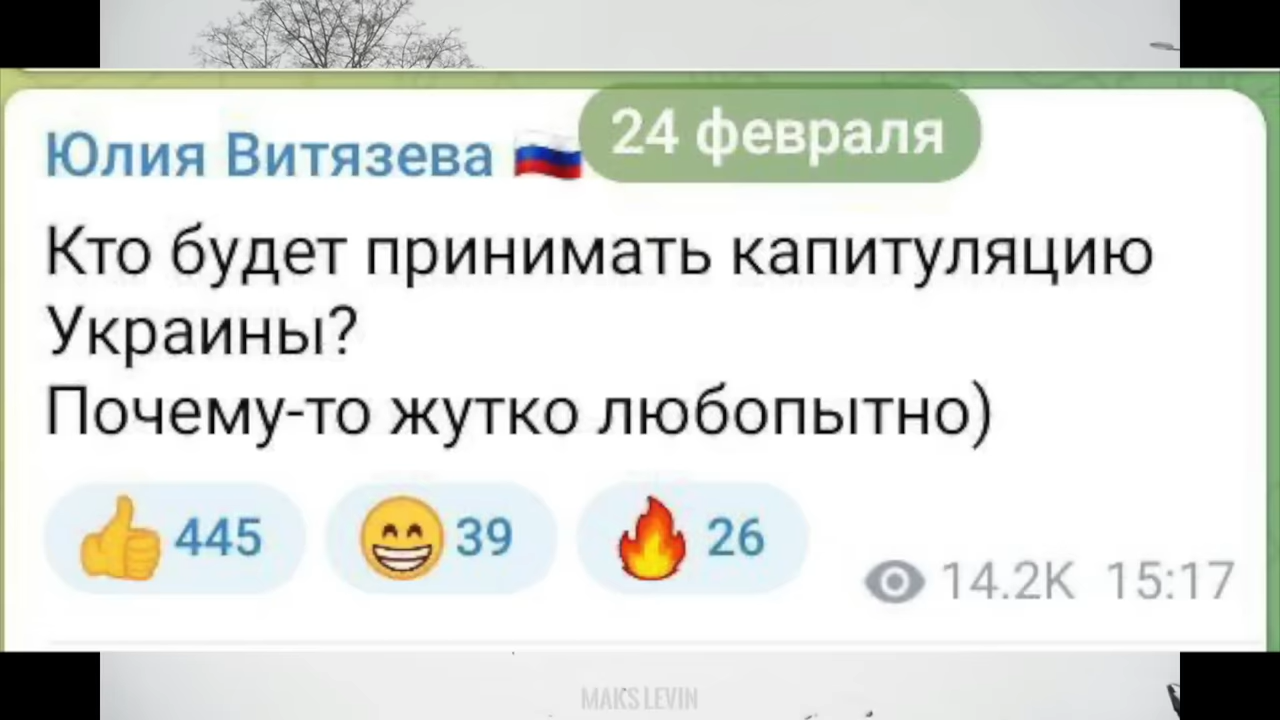 24 февраля
Юлия Витязева 🇷🇺
Кто будет принимать капитуляцию
Украины?
Почему-то жутко любопытно)
👍 445 😁 39 🔥 26
14.2K 15:17
MAKS LEVIN